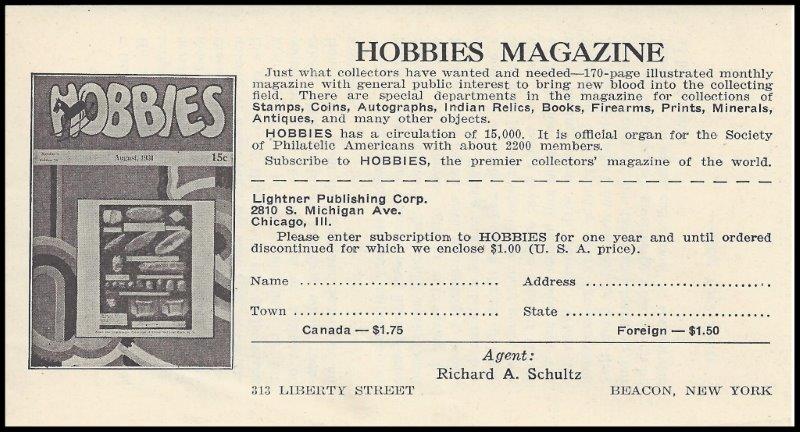 HOBBIES MAGAZINE
Just what collectors have wanted and needed—170-page illustrated monthly
magazine with general public interest to bring new blood into the collecting
field. There are special departments in the magazine for collections of
Stamps, Coins, Autographs, Indian Relics, Books, Firearms, Prints, Minerals,
Antiques, and many other objects.
HOBBIES has a circulation of 15,000. It is official organ for the Society
of Philatelic Americans with about 2200 members.
Subscribe to HOBBIES, the premier collectors' magazine of the world.
HOBBIES
August, 1931 15c
Lightner Publishing Corp.
2810 S. Michigan Ave.
Chicago, Ill.
Please enter subscription to HOBBIES for one year and until ordered
discontinued for which we enclose $1.00 (U. S. A. price).
Name Address
Town State
Canada — $1.75 Foreign — $1.50
Agent:
Richard A. Schultz
313 LIBERTY STREET BEACON, NEW YORK